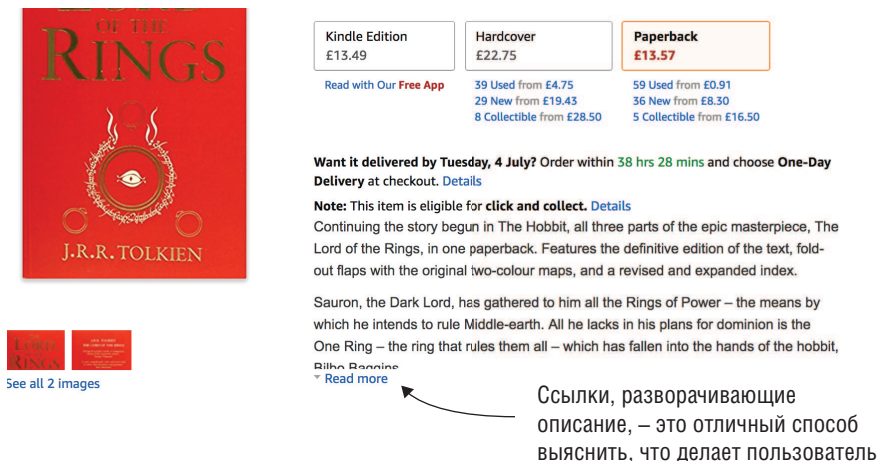 OF THE
RINGS
J.R.R. TOLKIEN
See all 2 images
Kindle Edition
£13.49
Read with Our Free App
Hardcover
£22.75
39 Used from £4.75
29 New from £19.43
8 Collectible from £28.50
Paperback
£13.57
59 Used from £0.91
36 New from £8.30
5 Collectible from £16.50
Want it delivered by Tuesday, 4 July? Order within 38 hrs 28 mins and choose One-Day
Delivery at checkout. Details
Note: This item is eligible for click and collect. Details
Continuing the story begun in The Hobbit, all three parts of the epic masterpiece, The
Lord of the Rings, in one paperback. Features the definitive edition of the text, fold-
out flaps with the original two-colour maps, and a revised and expanded index.
Sauron, the Dark Lord, has gathered to him all the Rings of Power – the means by
which he intends to rule Middle-earth. All he lacks in his plans for dominion is the
One Ring – the ring that rules them all – which has fallen into the hands of the hobbit,
Bilbo Baggins
Read more
Ссылки, разворачивающие
описание, – это отличный способ
выяснить, что делает пользователь